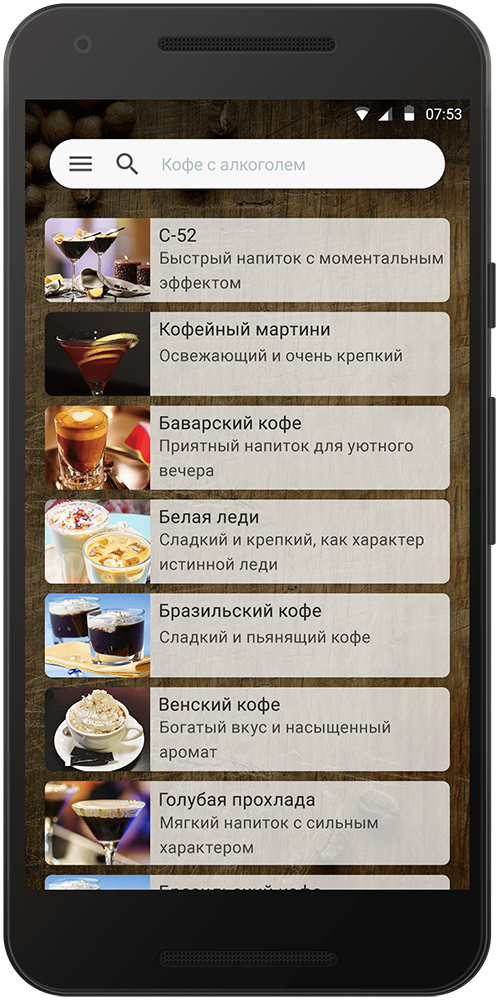 07:53
Кофе с алкоголем
С-52
Быстрый напиток с моментальным
эффектом
Кофейный мартини
Освежающий и очень крепкий
Баварский кофе
Приятный напиток для уютного
вечера
Белая леди
Сладкий и крепкий, как характер
истинной леди
Бразильский кофе
Сладкий и пьянящий кофе
Венский кофе
Богатый вкус и насыщенный
аромат
Голубая прохлада
Мягкий напиток с сильным
характером
Бразильский кофе